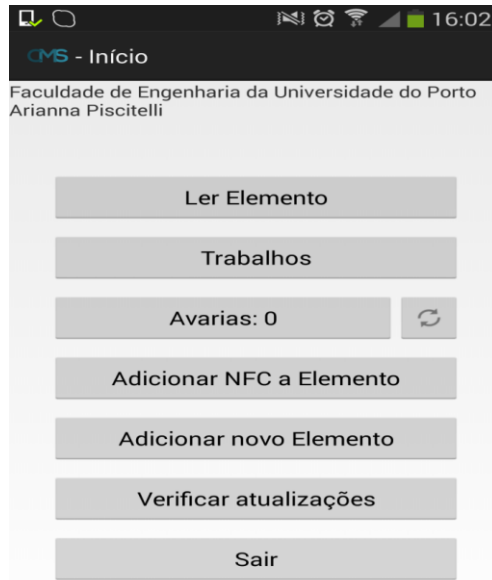 16:02
CMS - Início
Faculdade de Engenharia da Universidade do Porto
Arianna Piscitelli
Ler Elemento
Trabalhos
Avarias: 0
Adicionar NFC a Elemento
Adicionar novo Elemento
Verificar atualizações
Sair